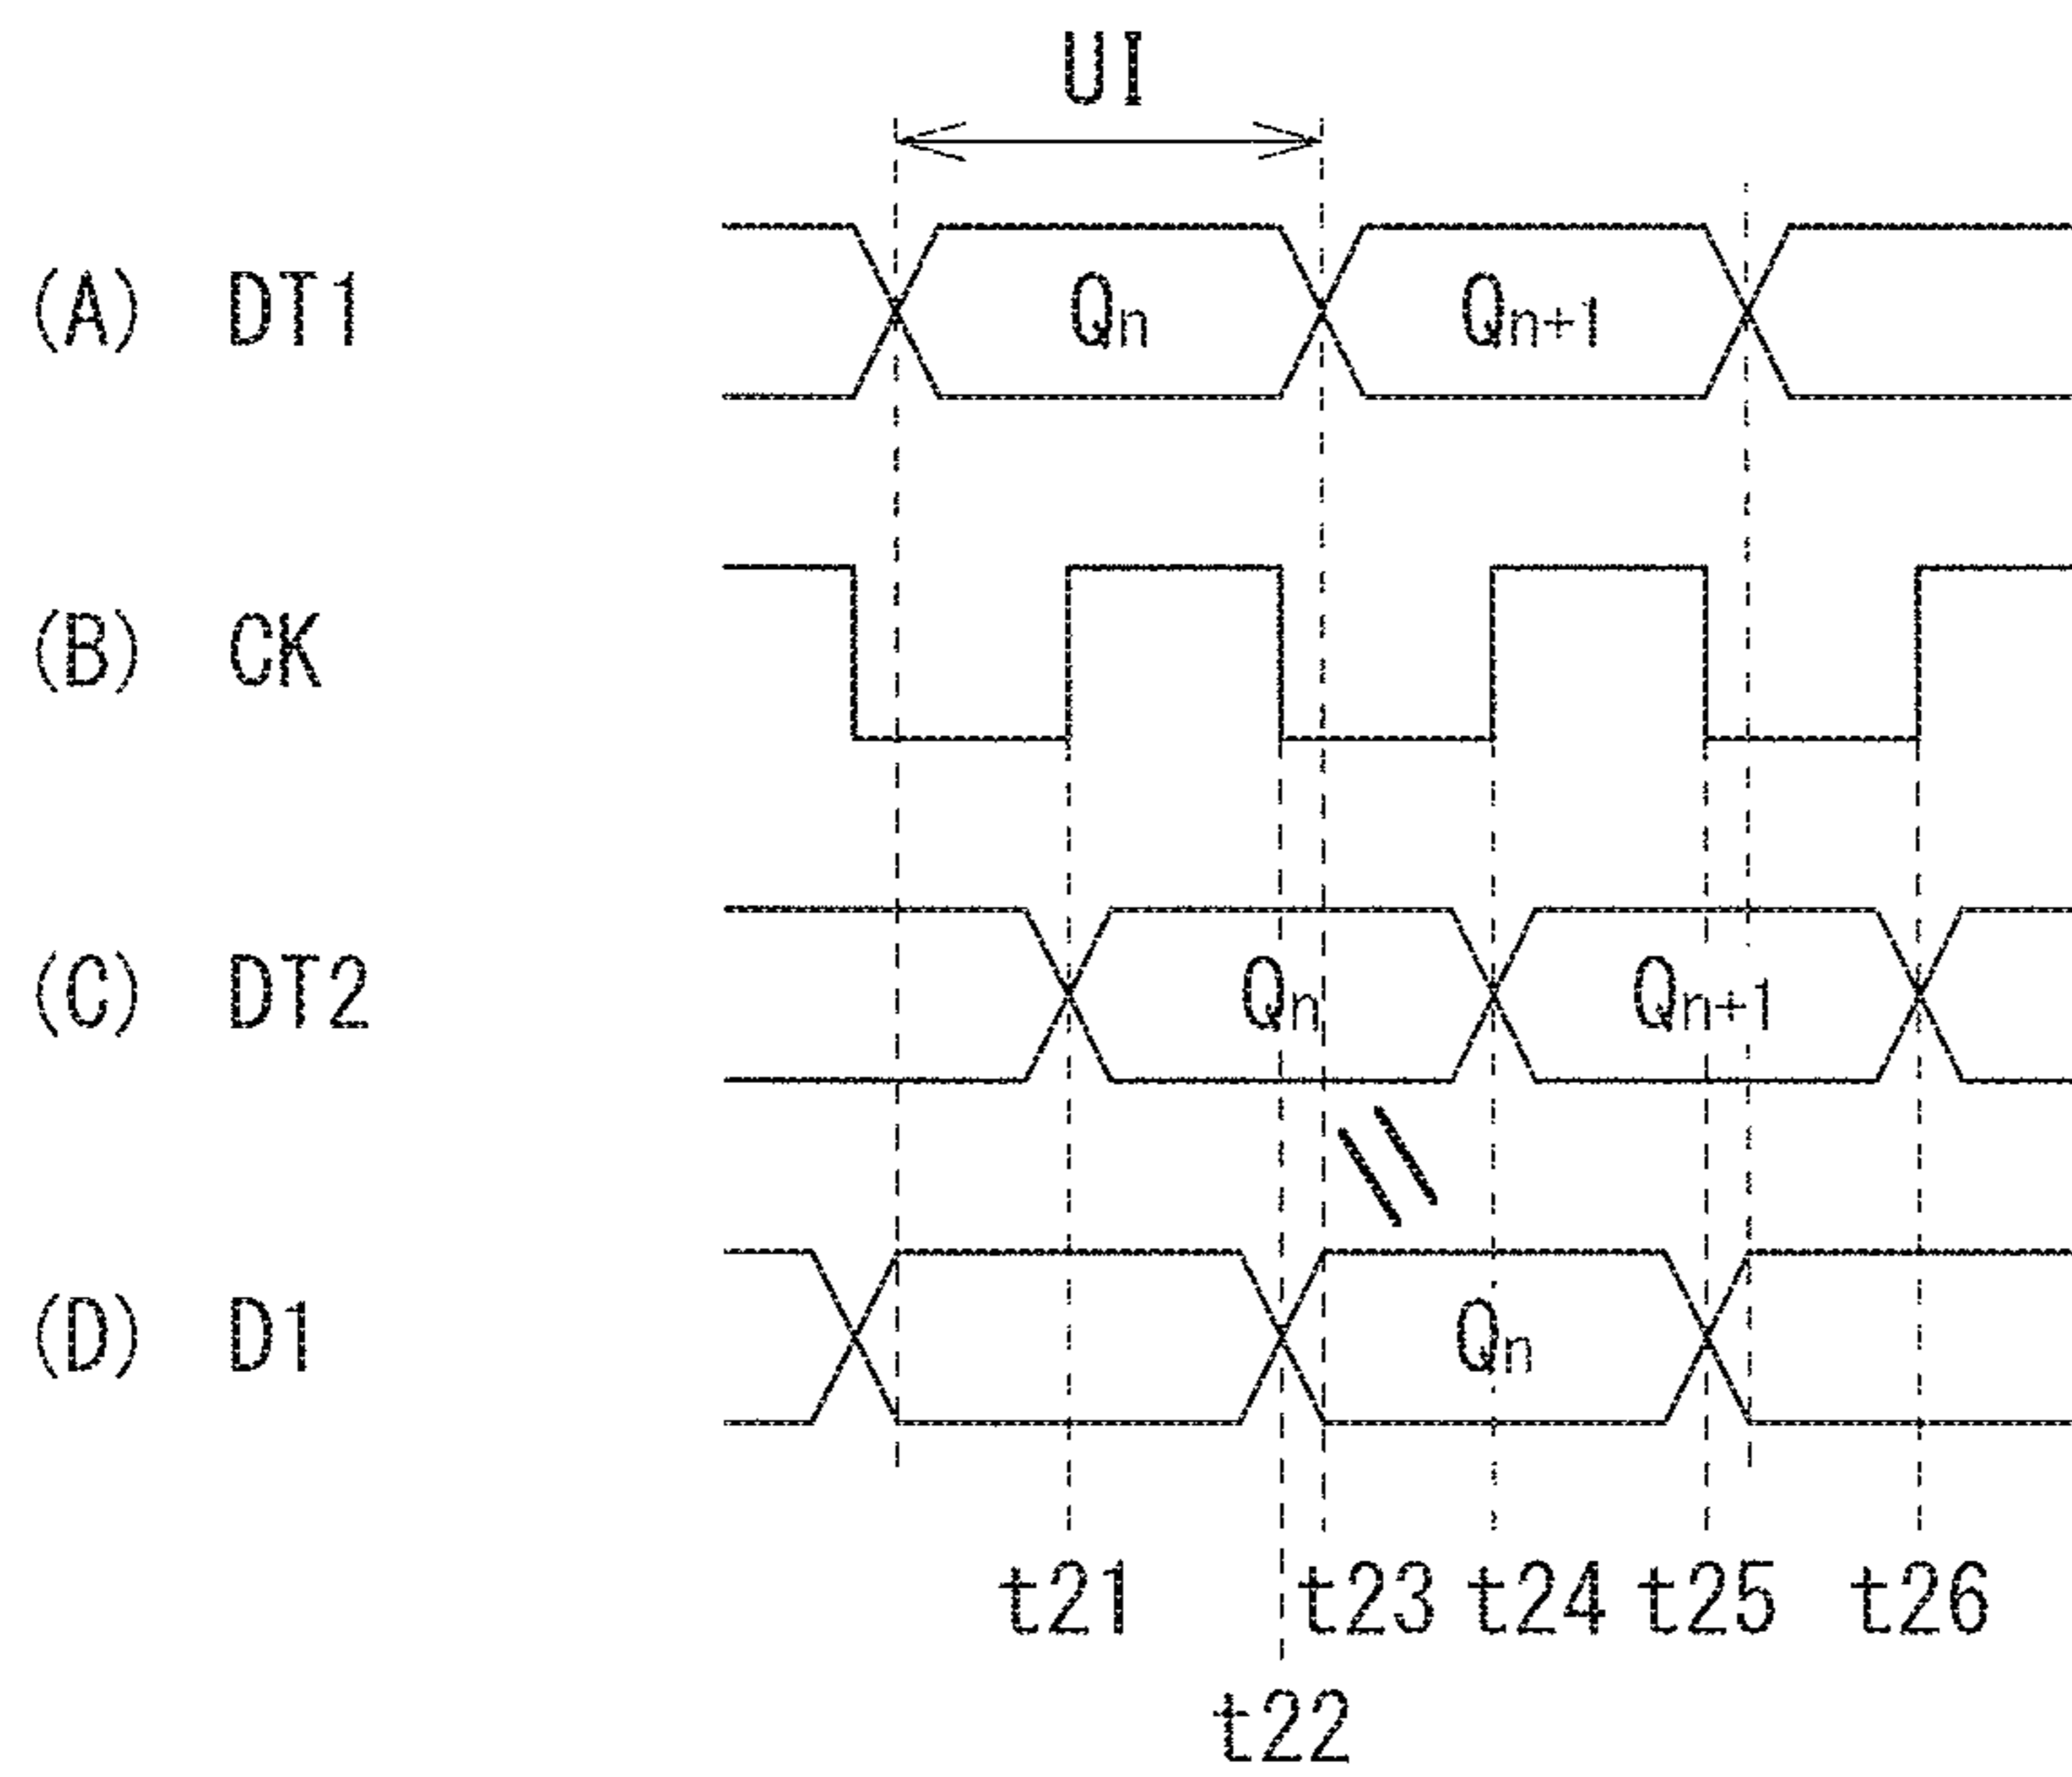 UI
(A) DT1 Qn Qn+1
(B) CK
(C) DT2 Qn Qn+1
(D) D1 Qn
t21 t23 t24 t25 t26
t22